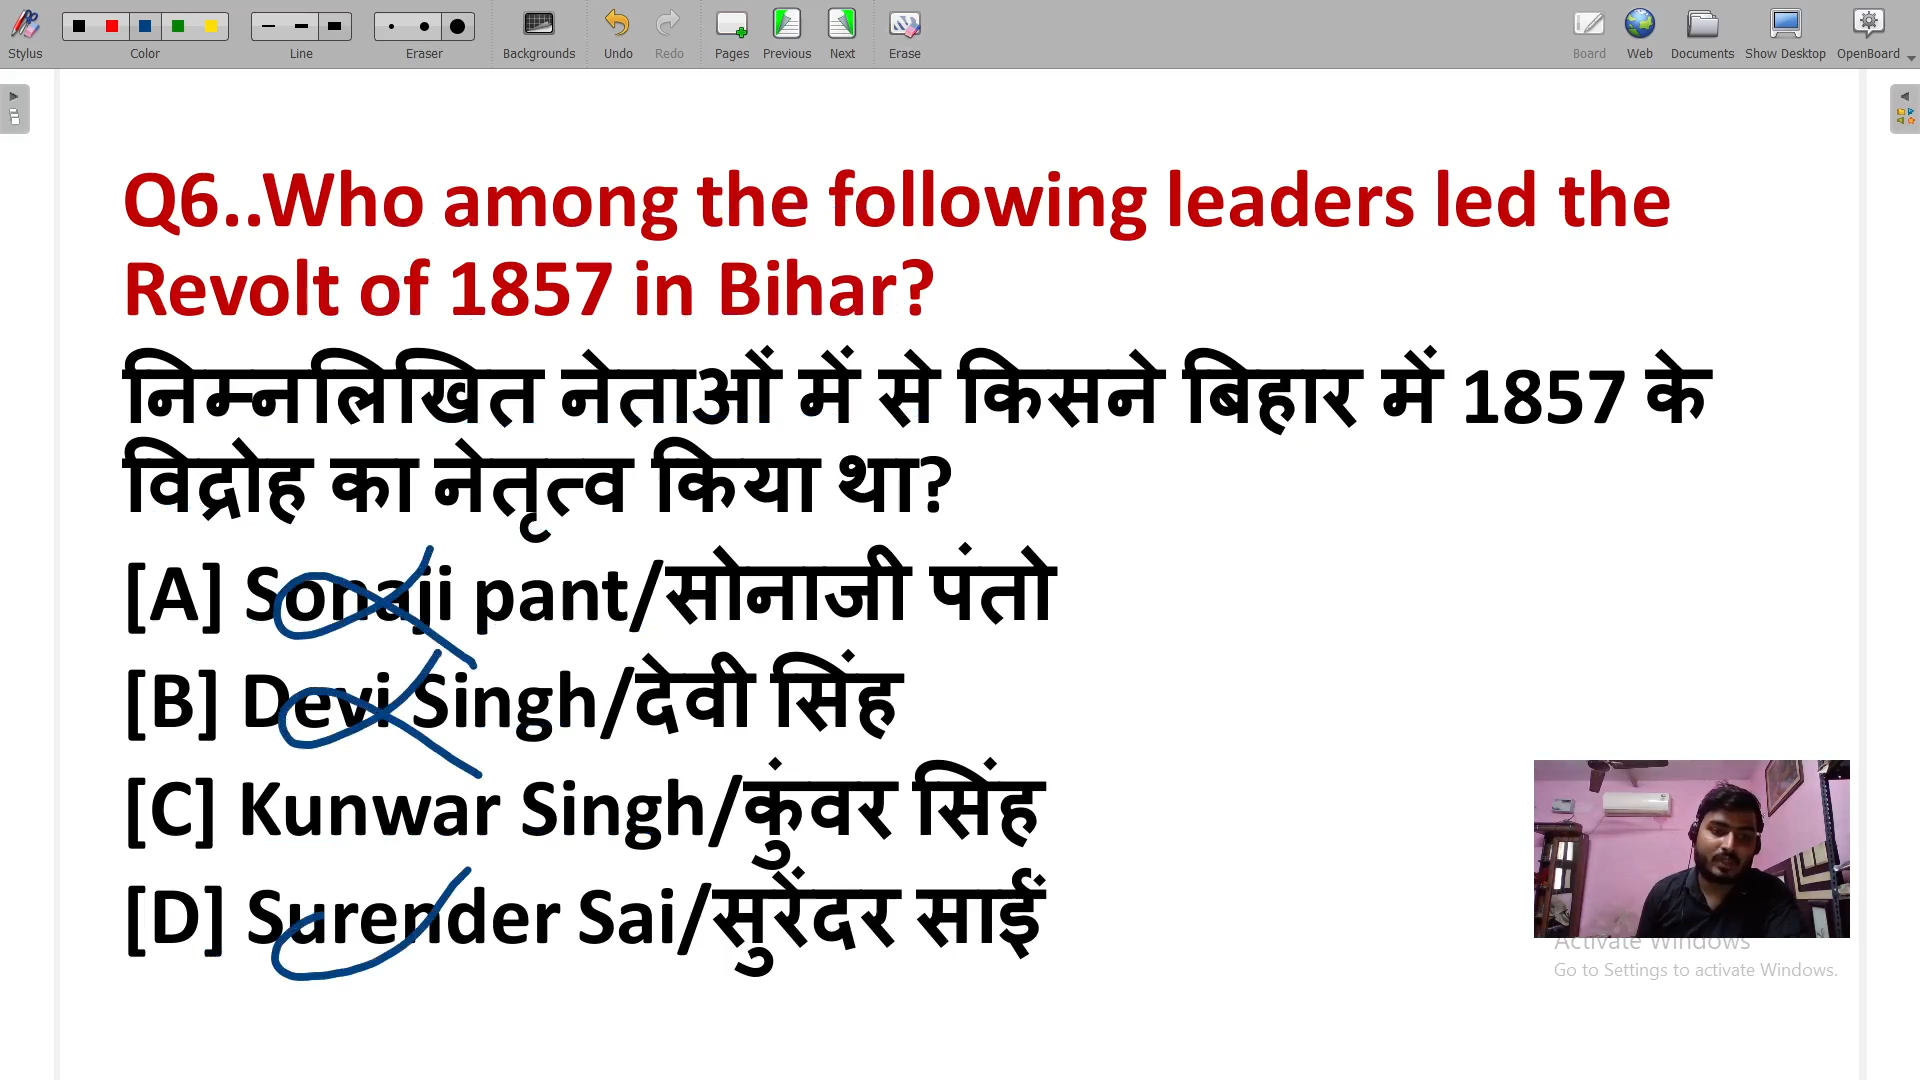 Stylus
Color
Line
Eraser
Backgrounds
Undo
Redo
Pages
Previous
Next
Erase
Board
Web
Documents
Show Desktop
OpenBoard
Q6..Who among the following leaders led the
Revolt of 1857 in Bihar?
निम्नलिखित नेताओं में से किसने बिहार में 1857 के
विद्रोह का नेतृत्व किया था?
[A] Sonaji pant/सोनाजी पंतो
[B] Devi Singh/देवी सिंह
[C] Kunwar Singh/कुंवर सिंह
[D] Surender Sai/सुरेंदर साईं
Activate Windows
Go to Settings to activate Windows.